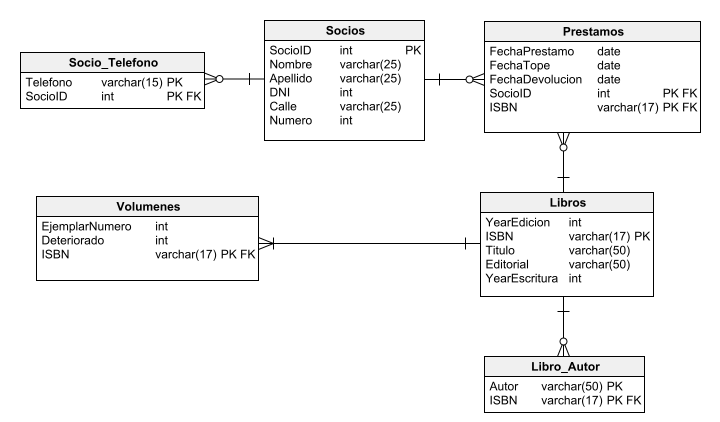 Socio_Telefono
Telefono varchar(15) PK
SocioID int PK FK
Socios
SocioID int PK
Nombre varchar(25)
Apellido varchar(25)
DNI int
Calle varchar(25)
Numero int
Prestamos
FechaPrestamo date
FechaTope date
FechaDevolucion date
SocioID int PK FK
ISBN varchar(17) PK FK
Volumenes
EjemplarNumero int
Deteriorado int
ISBN varchar(17) PK FK
Libros
YearEdicion int
ISBN varchar(17) PK
Titulo varchar(50)
Editorial varchar(50)
YearEscritura int
Libro_Autor
Autor varchar(50) PK
ISBN varchar(17) PK FK